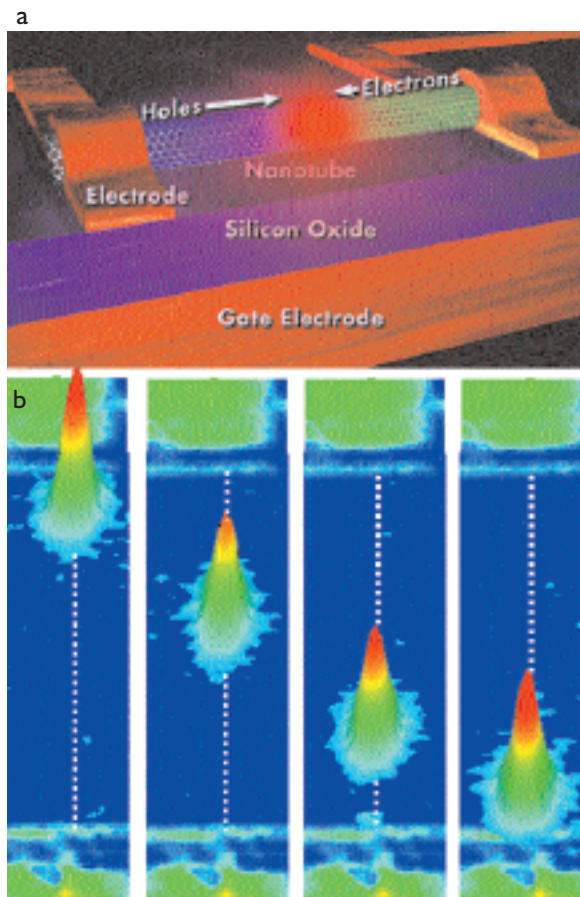 a
Holes
Electrons
Nanotube
Electrode
Silicon Oxide
Gate Electrode
b